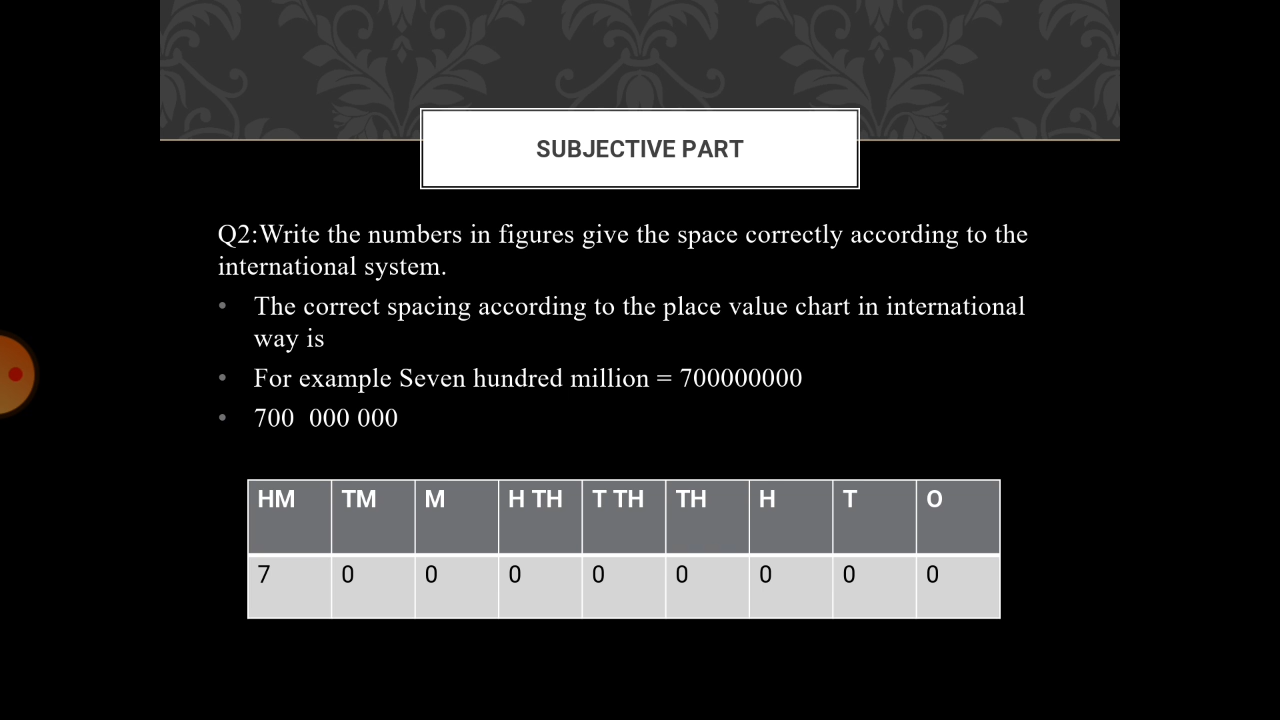 SUBJECTIVE PART
Q2:Write the numbers in figures give the space correctly according to the
international system.
• The correct spacing according to the place value chart in international
way is
• For example Seven hundred million = 700000000
• 700  000 000
HM TM M H TH T TH TH H T O
7 0 0 0 0 0 0 0 0